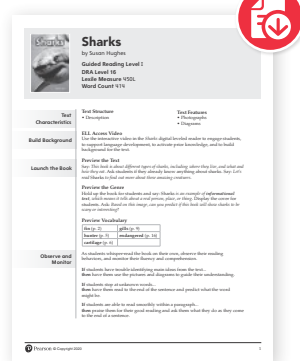 Sharks
Sharks
by Susan Hughes
Guided Reading Level I
DRA Level 16
Lexile Measure 450L
Word Count 414
Text Characteristics
Text Structure
• Description
Text Features
• Photographs
• Diagrams
Build Background
ELL Access Video
Use the interactive video in the Sharks digital leveled reader to engage students,
to support language development, to activate prior knowledge, and to build
background for the text.
Launch the Book
Preview the Text
Say: This book is about different types of sharks, including where they live, and what and
how they eat. Ask students if they already know anything about sharks. Say: Let's
read Sharks to find out more about these amazing creatures.
Preview the Genre
Hold up the book for students and say: Sharks is an example of informational
text, which means it tells about a real person, place, or thing. Display the cover for
students. Ask: Based on this image, can you predict if this book will show sharks to be
scary or interesting?
Preview Vocabulary
fin (p. 2) gills (p. 9)
hunter (p. 5) endangered (p. 16)
cartilage (p. 6)
Observe and Monitor
As students whisper-read the book on their own, observe their reading
behaviors, and monitor their fluency and comprehension.
If students have trouble identifying main ideas from the text…
then have them use the pictures and diagrams to guide their understanding.
If students stop at unknown words…
then have them read to the end of the sentence and predict what the word
might be.
If students are able to read smoothly within a paragraph…
then praise them for their good reading and ask them what they do as they come
to the end of a sentence.
Pearson © Copyright 2020